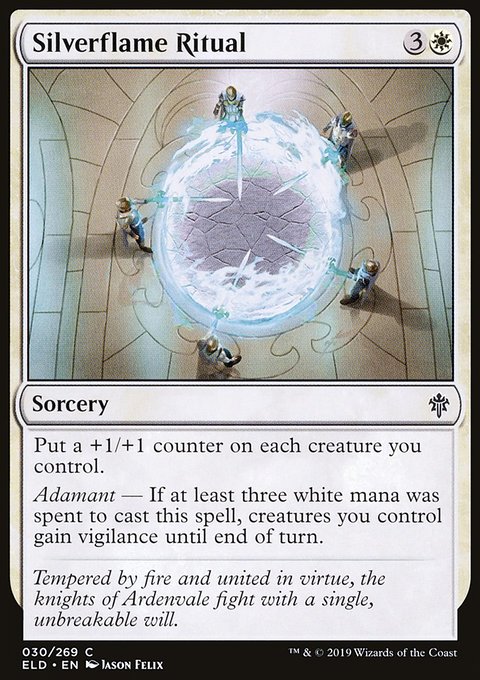 Silverflame Ritual 3
Sorcery
Put a +1/+1 counter on each creature you
control.
Adamant — If at least three white mana was
spent to cast this spell, creatures you control
gain vigilance until end of turn.
Tempered by fire and united in virtue, the
knights of Ardenvale fight with a single,
unbreakable will.
030/269 C
ELD • EN Jason Felix
™ & © 2019 Wizards of the Coast